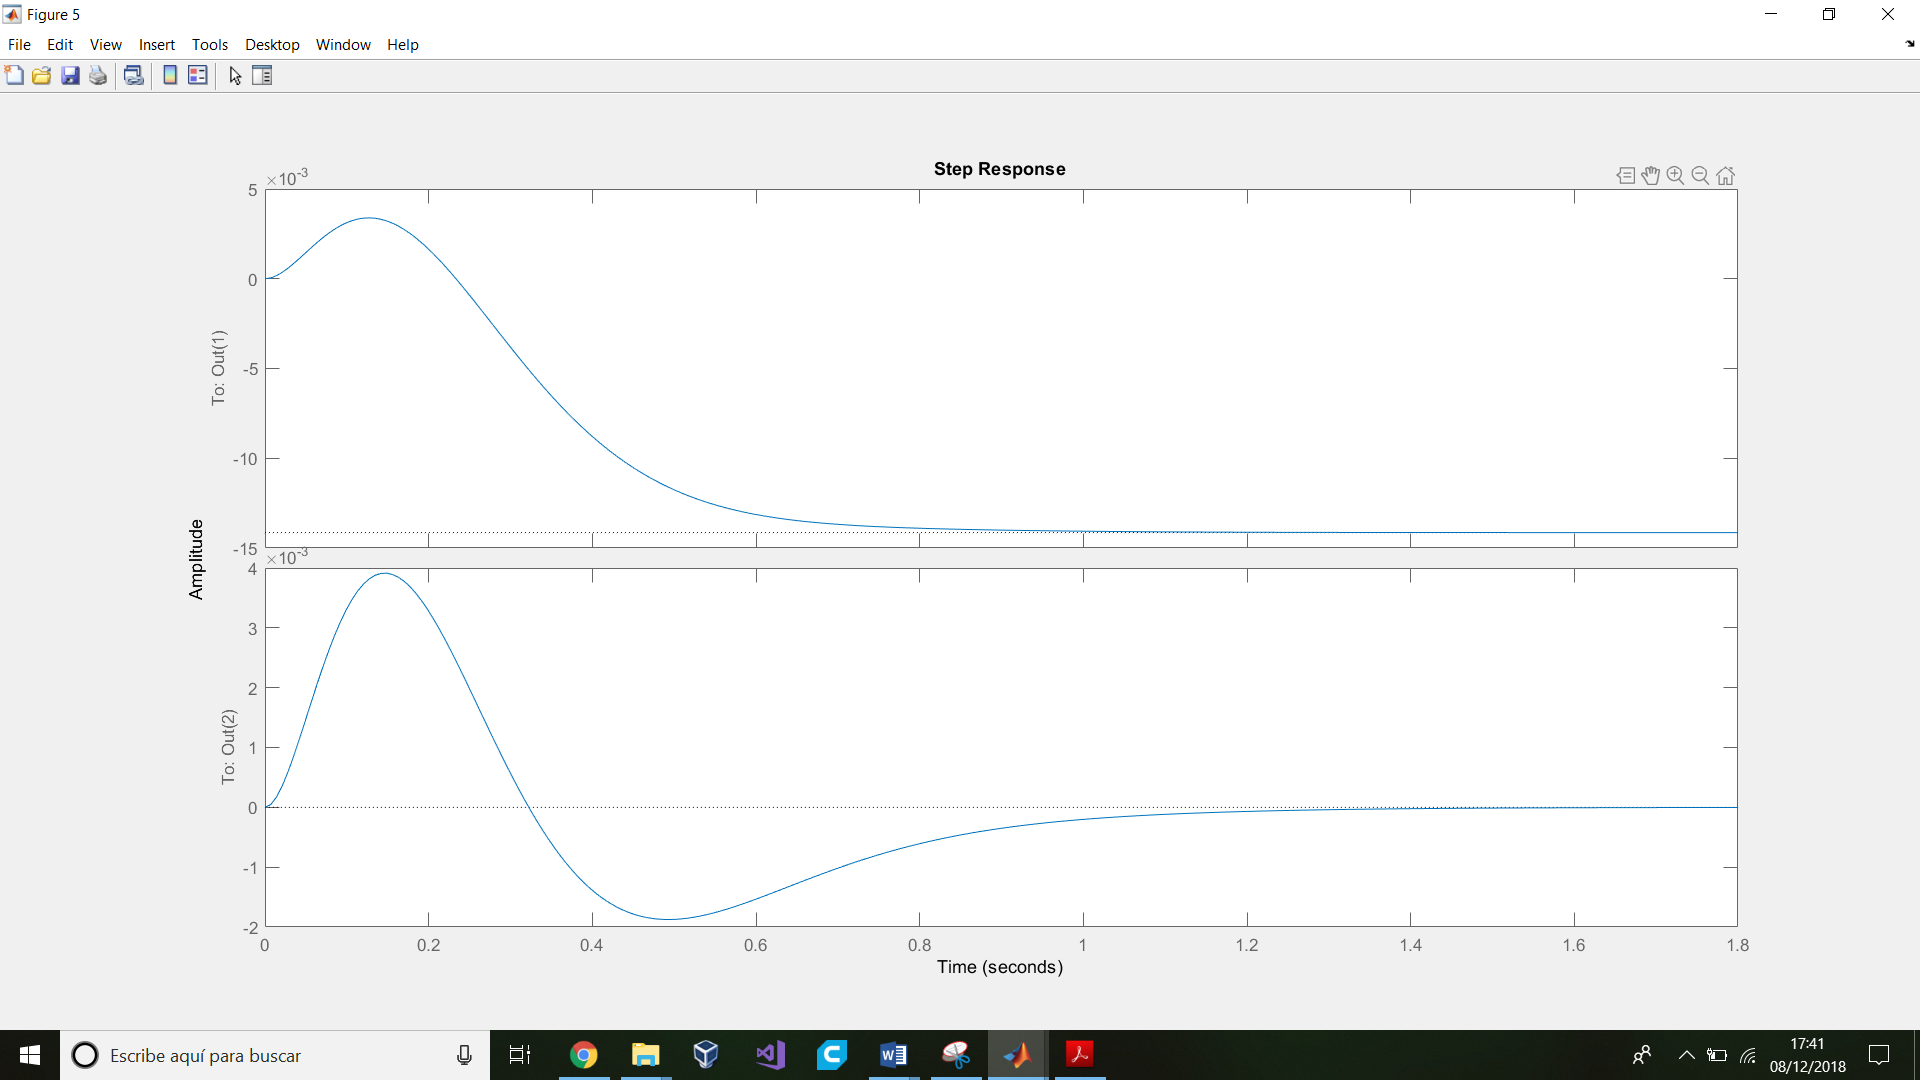 Figure 5
File Edit View Insert Tools Desktop Window Help
Step Response
×10-3
5
0
-5
-10
-15
To: Out(1)
Amplitude
×10-3
4
3
2
1
0
-1
-2
To: Out(2)
0 0.2 0.4 0.6 0.8 1 1.2 1.4 1.6 1.8
Time (seconds)
Escribe aquí para buscar
17:41
08/12/2018